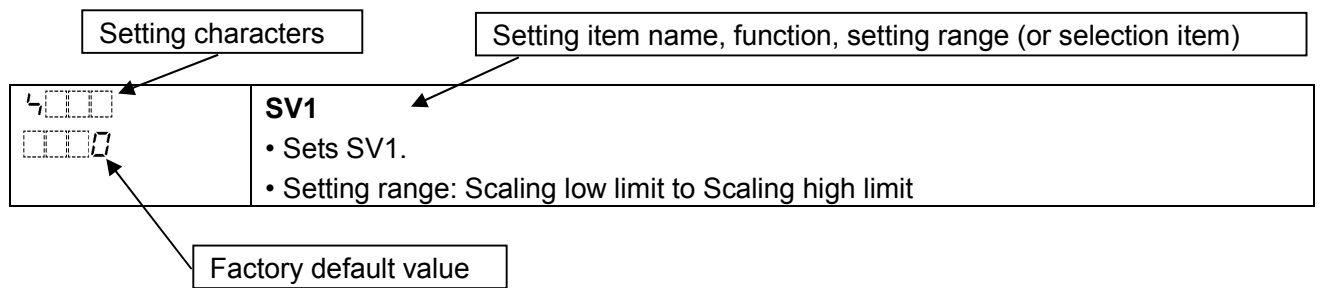 Setting characters
Setting item name, function, setting range (or selection item)
SV1
0
• Sets SV1.
• Setting range: Scaling low limit to Scaling high limit
Factory default value